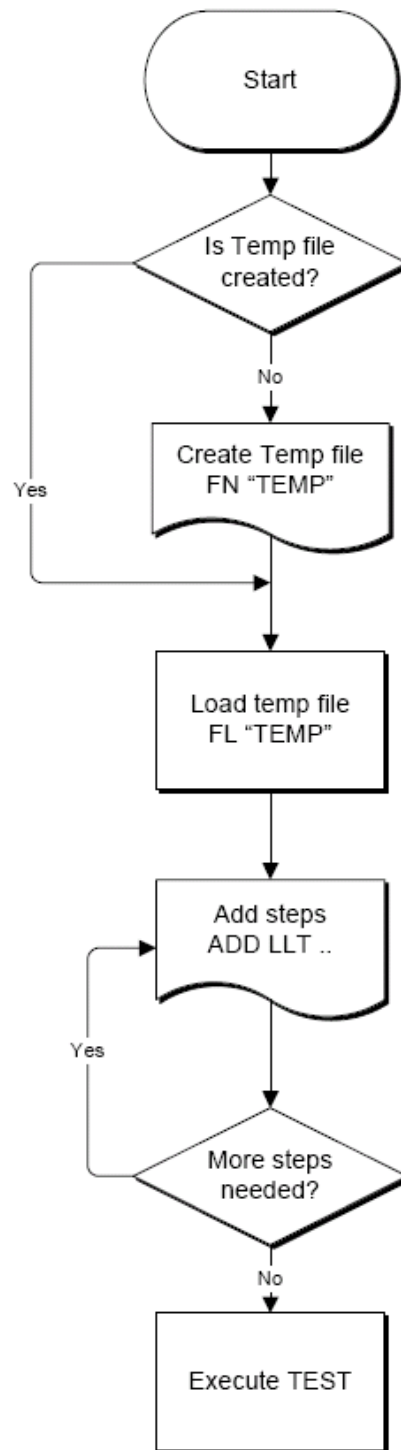 Start
Is Temp file
created?
No
Create Temp file
FN “TEMP”
Yes
Load temp file
FL “TEMP”
Add steps
ADD LLT ..
Yes
More steps
needed?
No
Execute TEST